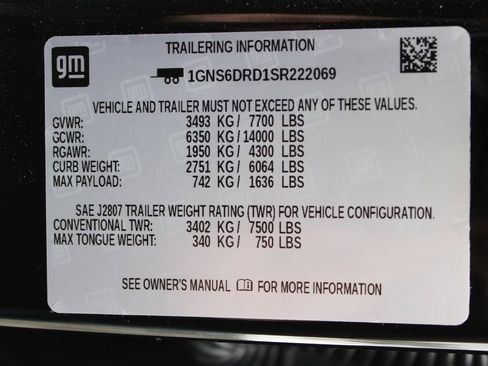 gm
TRAILERING INFORMATION
1GNS6DRD1SR222069
VEHICLE AND TRAILER MUST NOT EXCEED ANY OF THESE VALUES.
GVWR: 3493 KG/ 7700 LBS
GCWR: 6350 KG/14000 LBS
RGAWR: 1950 KG/ 4300 LBS
CURB WEIGHT: 2751 KG/ 6064 LBS
MAX PAYLOAD: 742 KG/ 1636 LBS
SAE J2807 TRAILER WEIGHT RATING (TWR) FOR VEHICLE CONFIGURATION.
CONVENTIONAL TWR: 3402 KG/ 7500 LBS
MAX TONGUE WEIGHT: 340 KG/ 750 LBS
SEE OWNER'S MANUAL FOR MORE INFORMATION